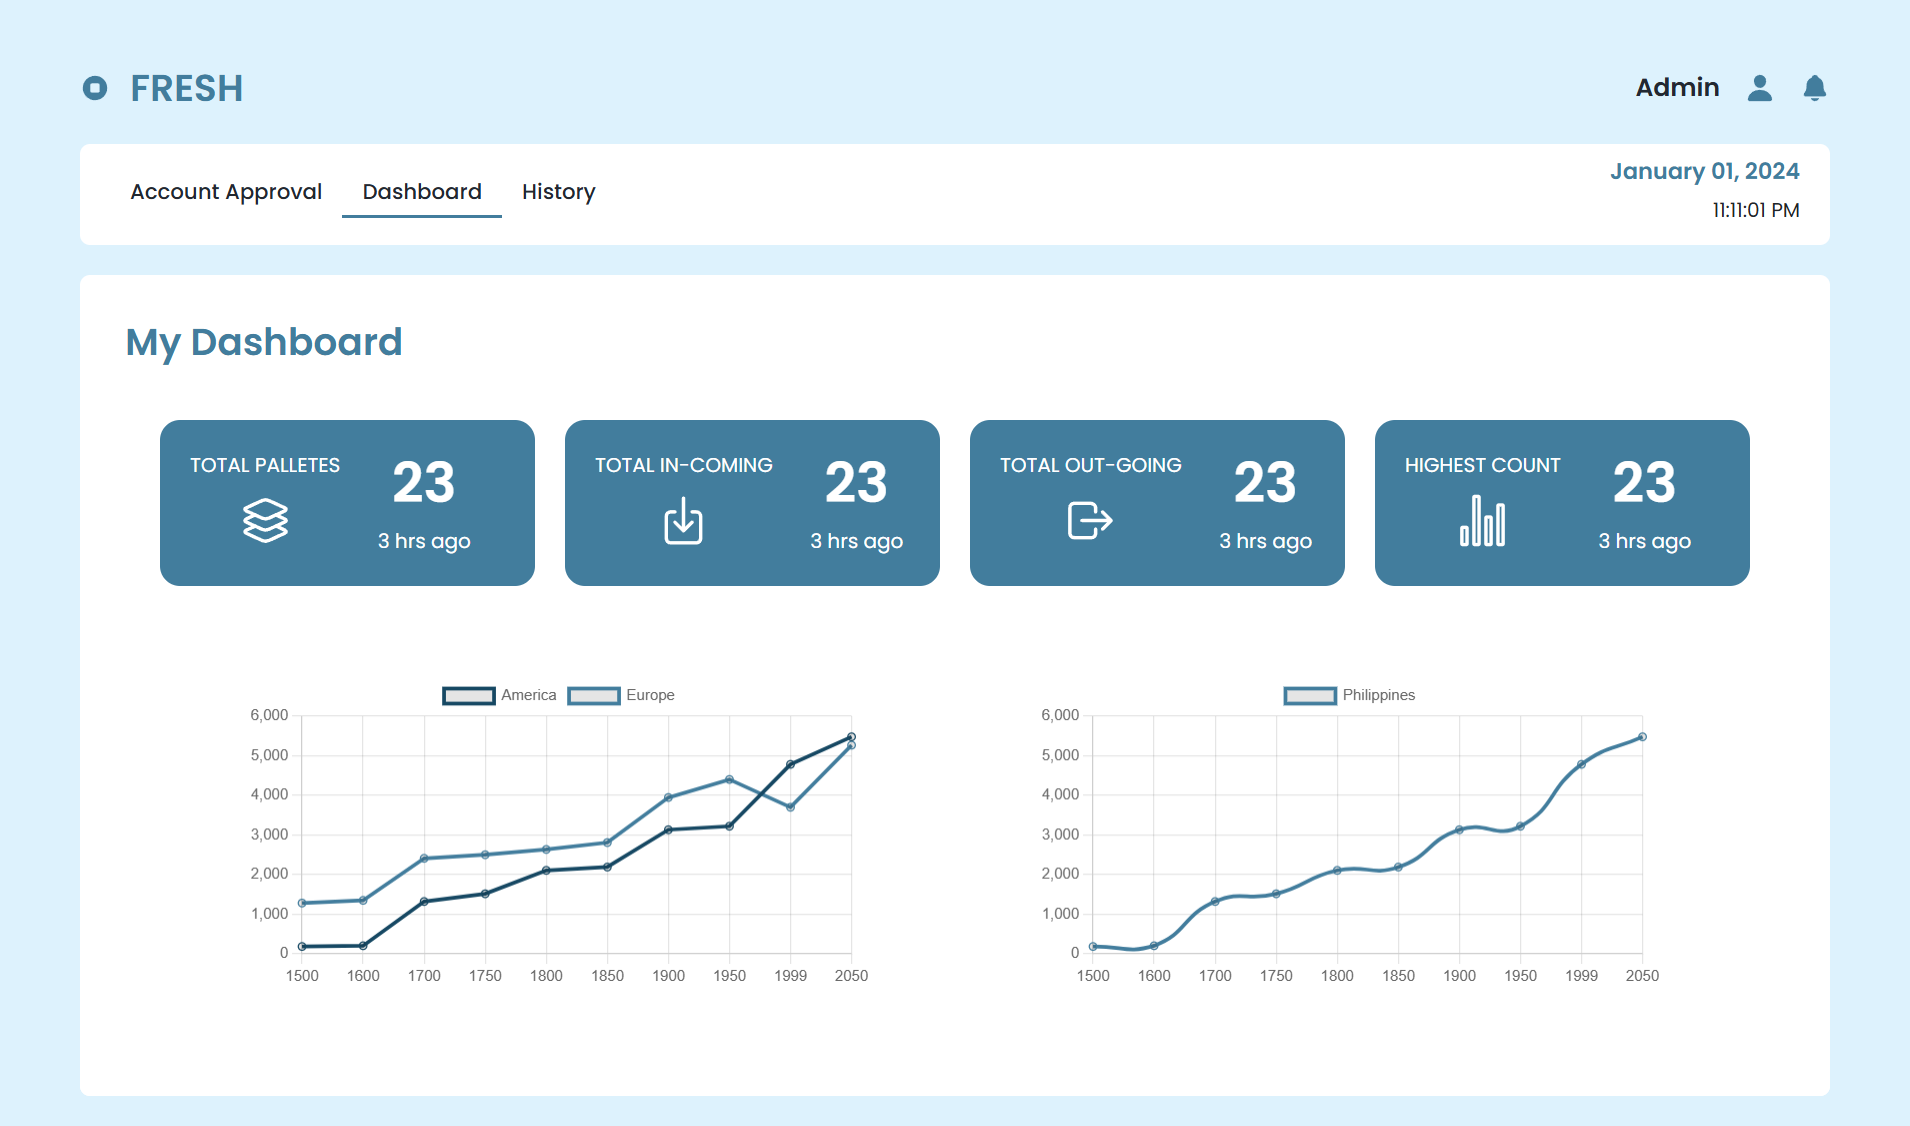 FRESH
Admin
Account Approval Dashboard History
January 01, 2024
11:11:01 PM
My Dashboard
TOTAL PALLETES
23
3 hrs ago
TOTAL IN-COMING
23
3 hrs ago
TOTAL OUT-GOING
23
3 hrs ago
HIGHEST COUNT
23
3 hrs ago
America Europe
6,000
5,000
4,000
3,000
2,000
1,000
0
1500 1600 1700 1750 1800 1850 1900 1950 1999 2050
Philippines
6,000
5,000
4,000
3,000
2,000
1,000
0
1500 1600 1700 1750 1800 1850 1900 1950 1999 2050